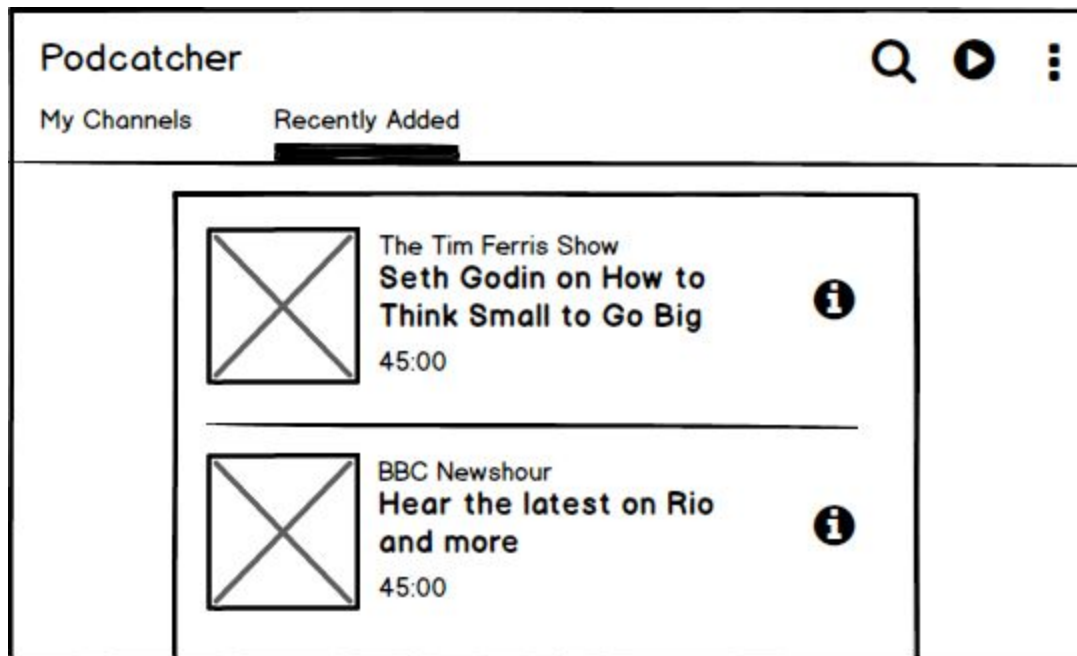 Podcatcher
My Channels
Recently Added
The Tim Ferris Show
Seth Godin on How to
Think Small to Go Big
45:00
BBC Newshour
Hear the latest on Rio
and more
45:00